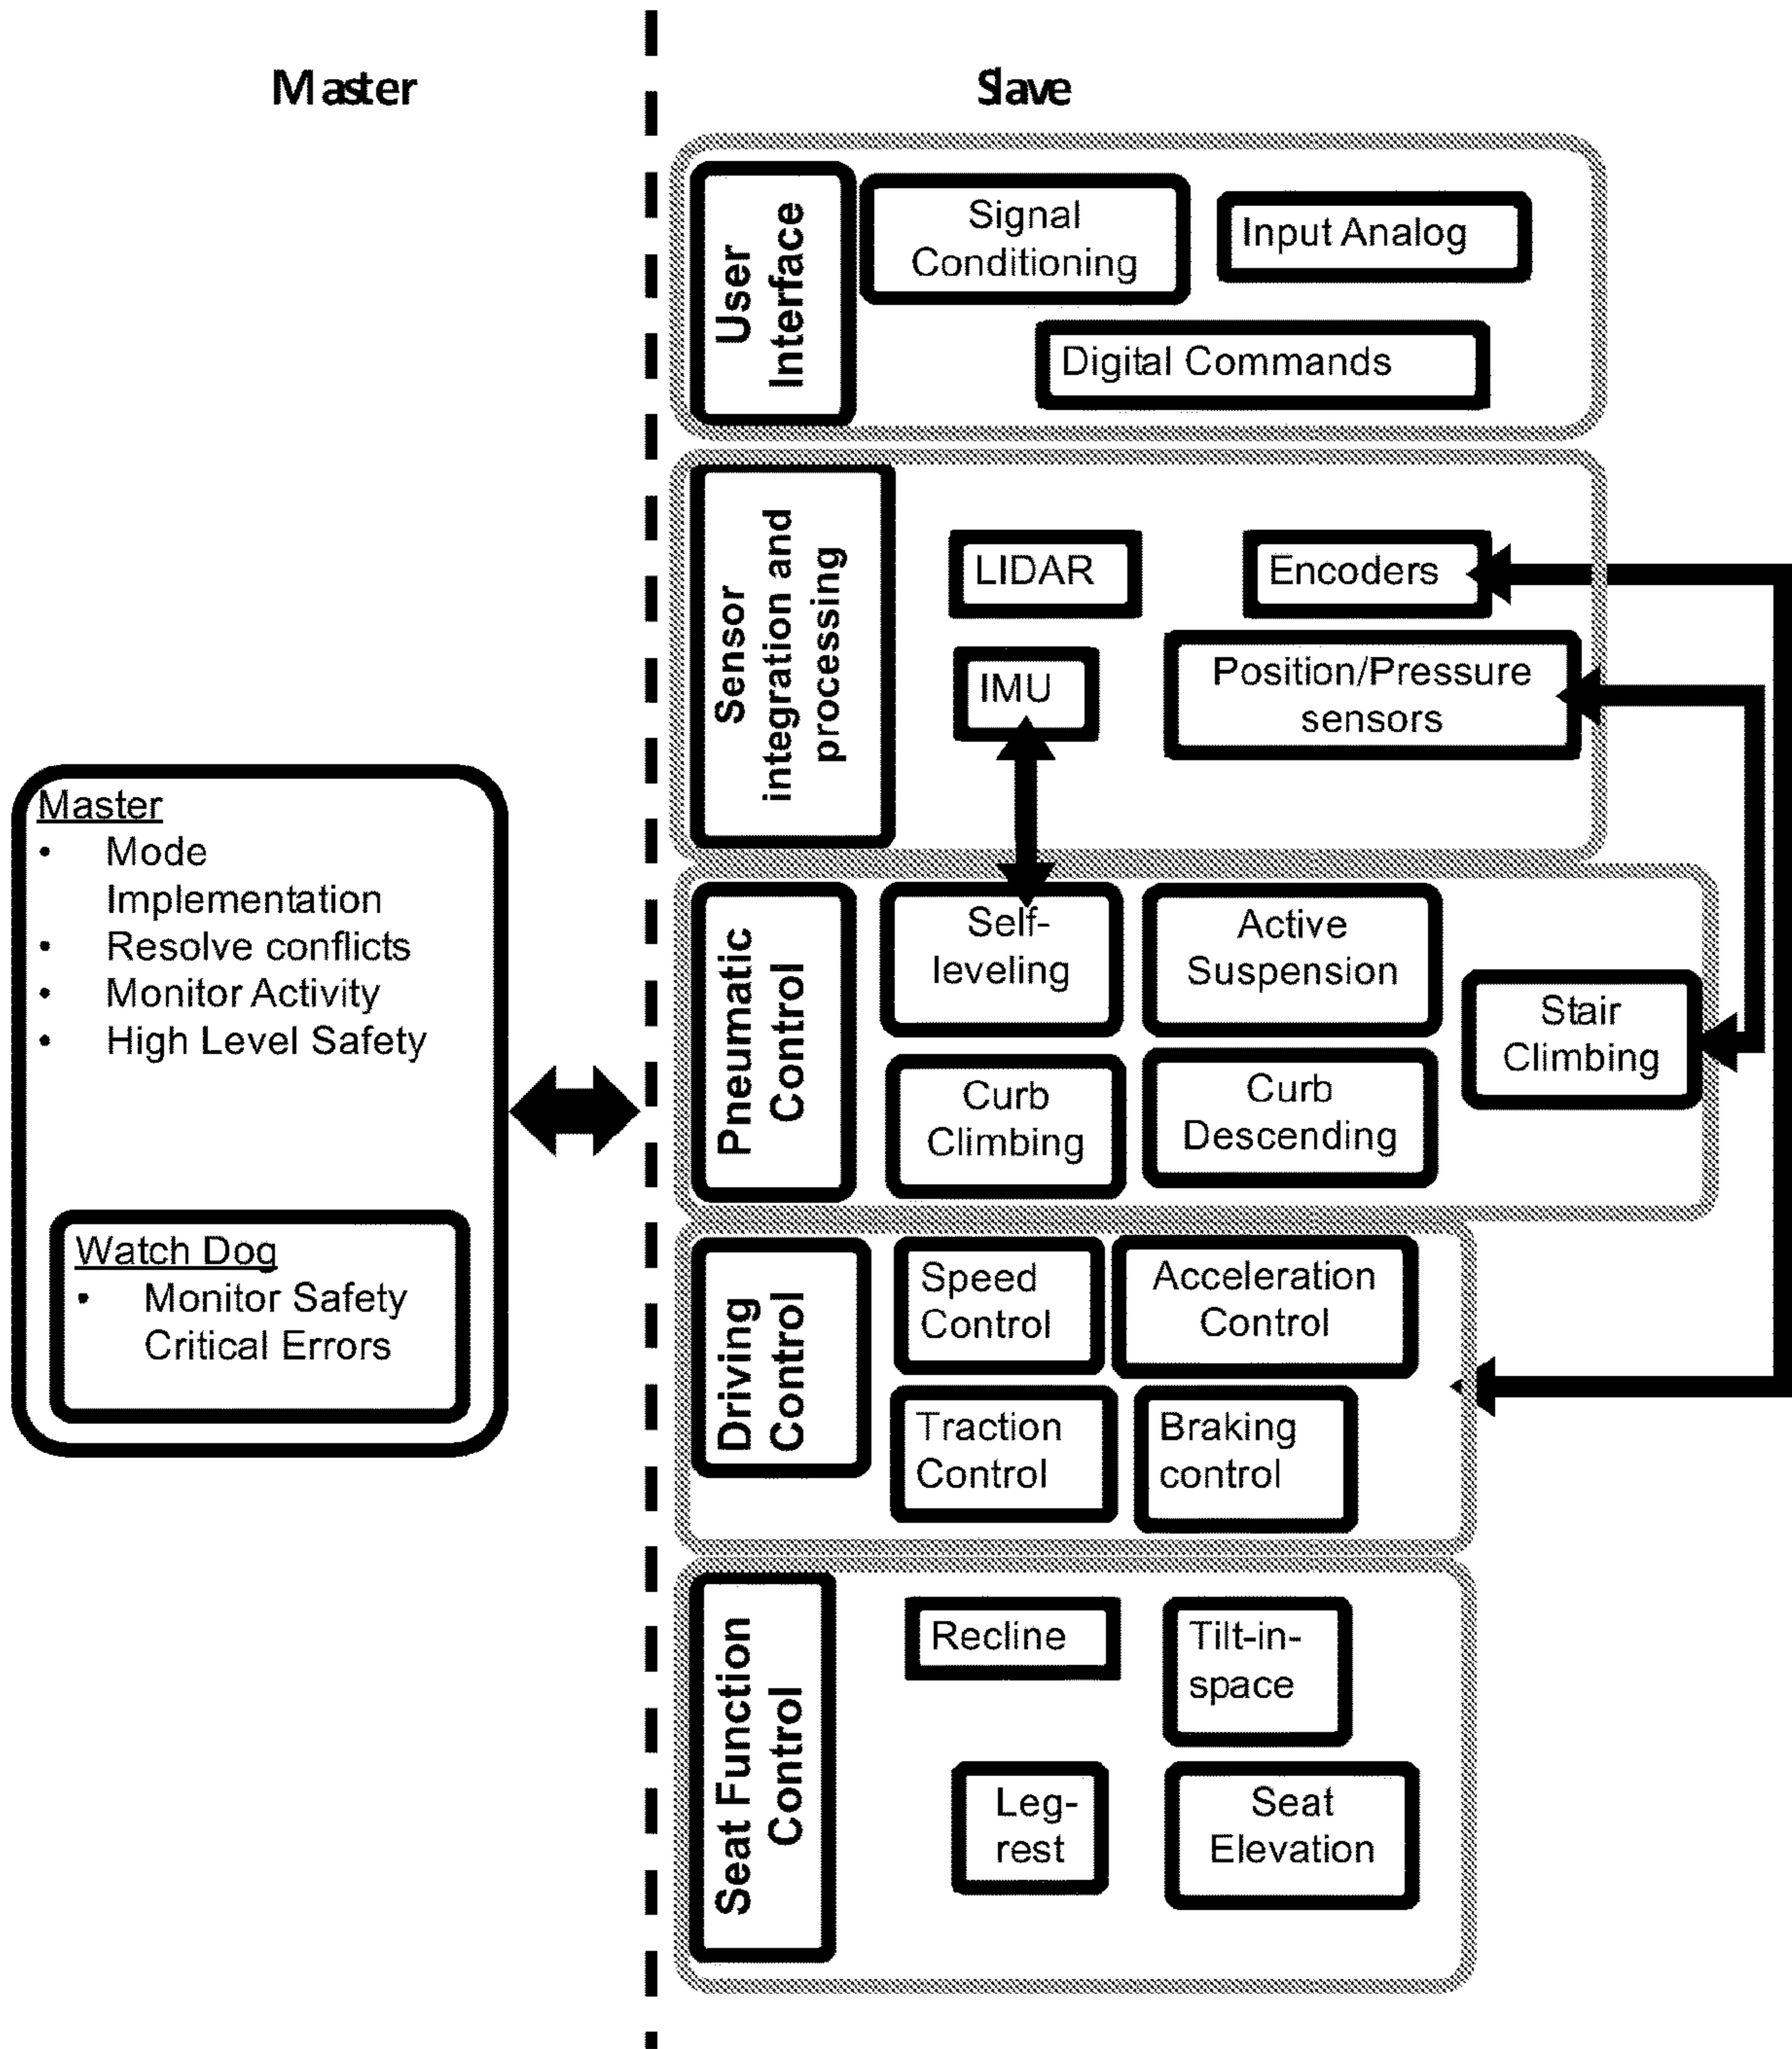 Master
Slave
User
Interface
Signal
Conditioning
Input Analog
Digital Commands
Sensor
integration and
processing
LIDAR
Encoders
IMU
Position/Pressure
sensors
Master
• Mode
Implementation
• Resolve conflicts
• Monitor Activity
• High Level Safety
Watch Dog
• Monitor Safety
Critical Errors
Pneumatic
Control
Self-
leveling
Active
Suspension
Stair
Climbing
Curb
Climbing
Curb
Descending
Driving
Control
Speed
Control
Acceleration
Control
Traction
Control
Braking
control
Seat Function
Control
Recline
Tilt-in-
space
Leg-
rest
Seat
Elevation